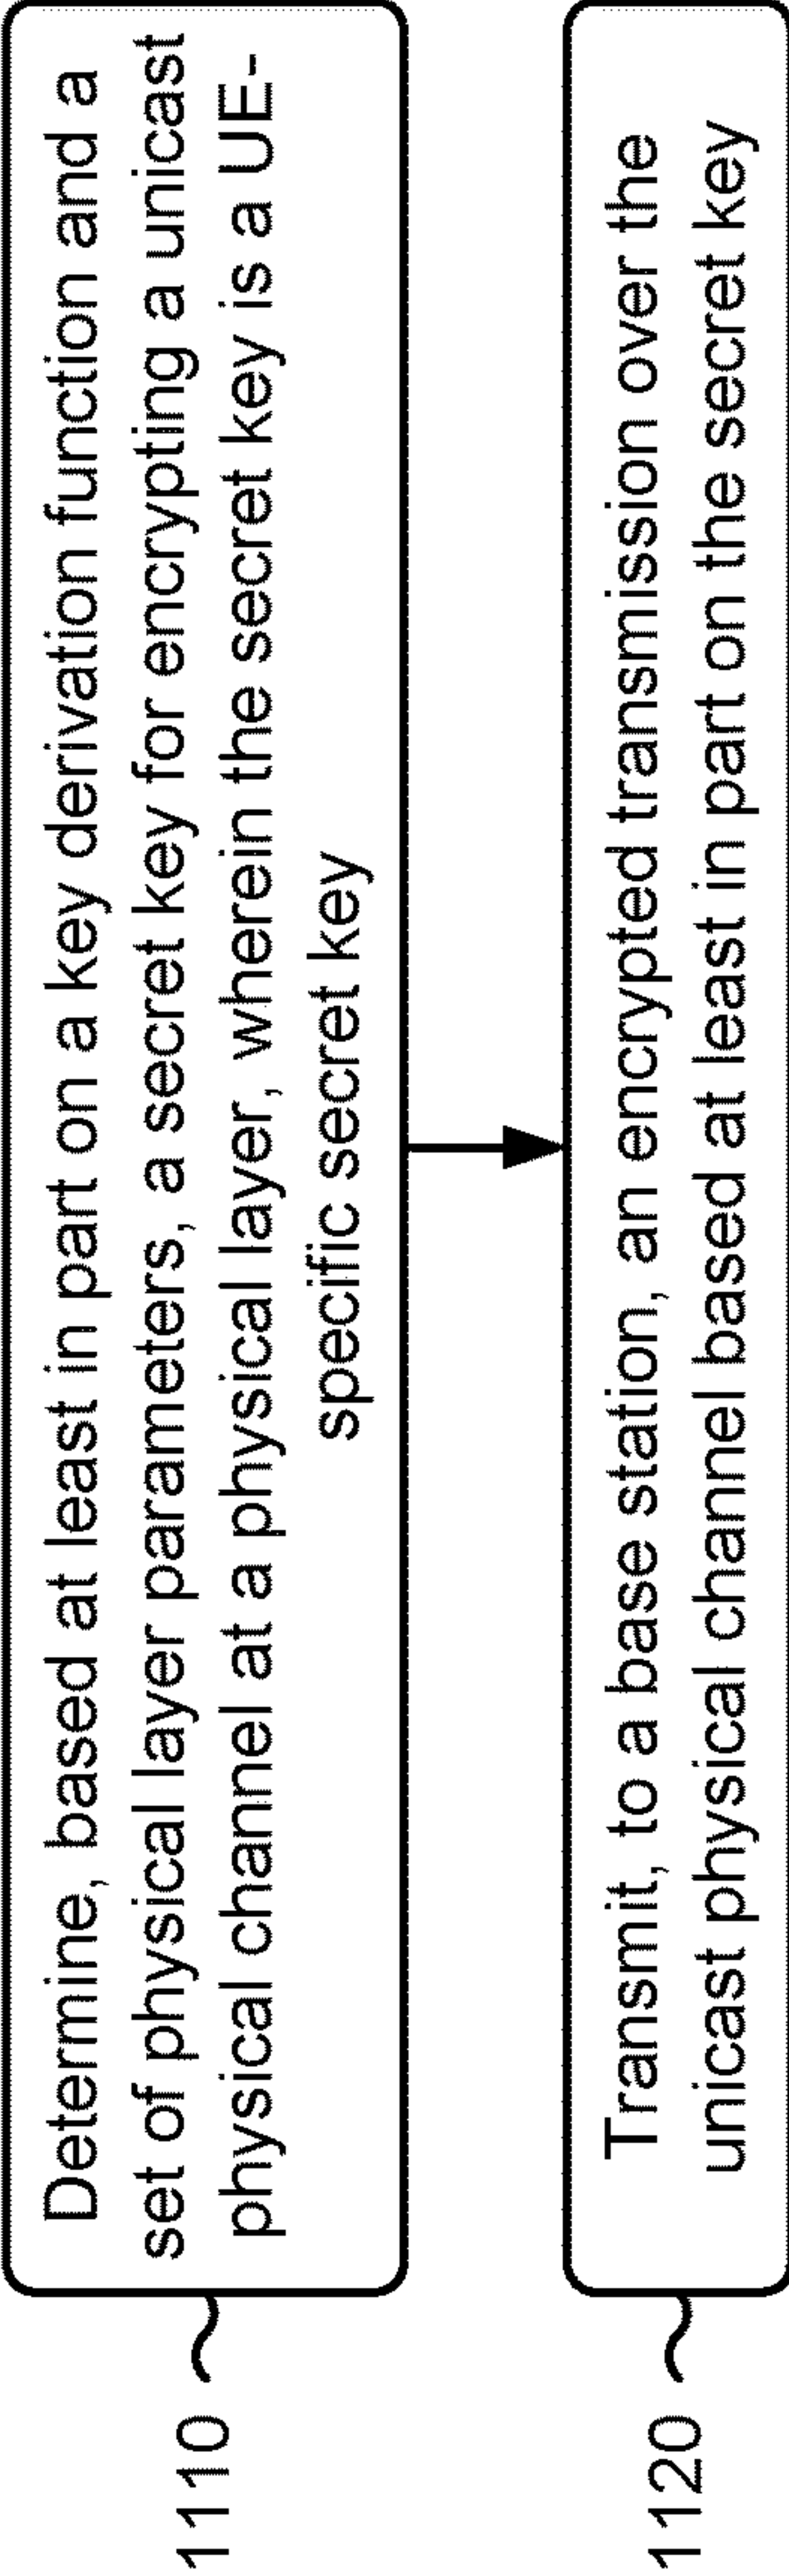 1110
Determine, based at least in part on a key derivation function and a
set of physical layer parameters, a secret key for encrypting a unicast
physical channel at a physical layer, wherein the secret key is a UE-
specific secret key
1120
Transmit, to a base station, an encrypted transmission over the
unicast physical channel based at least in part on the secret key